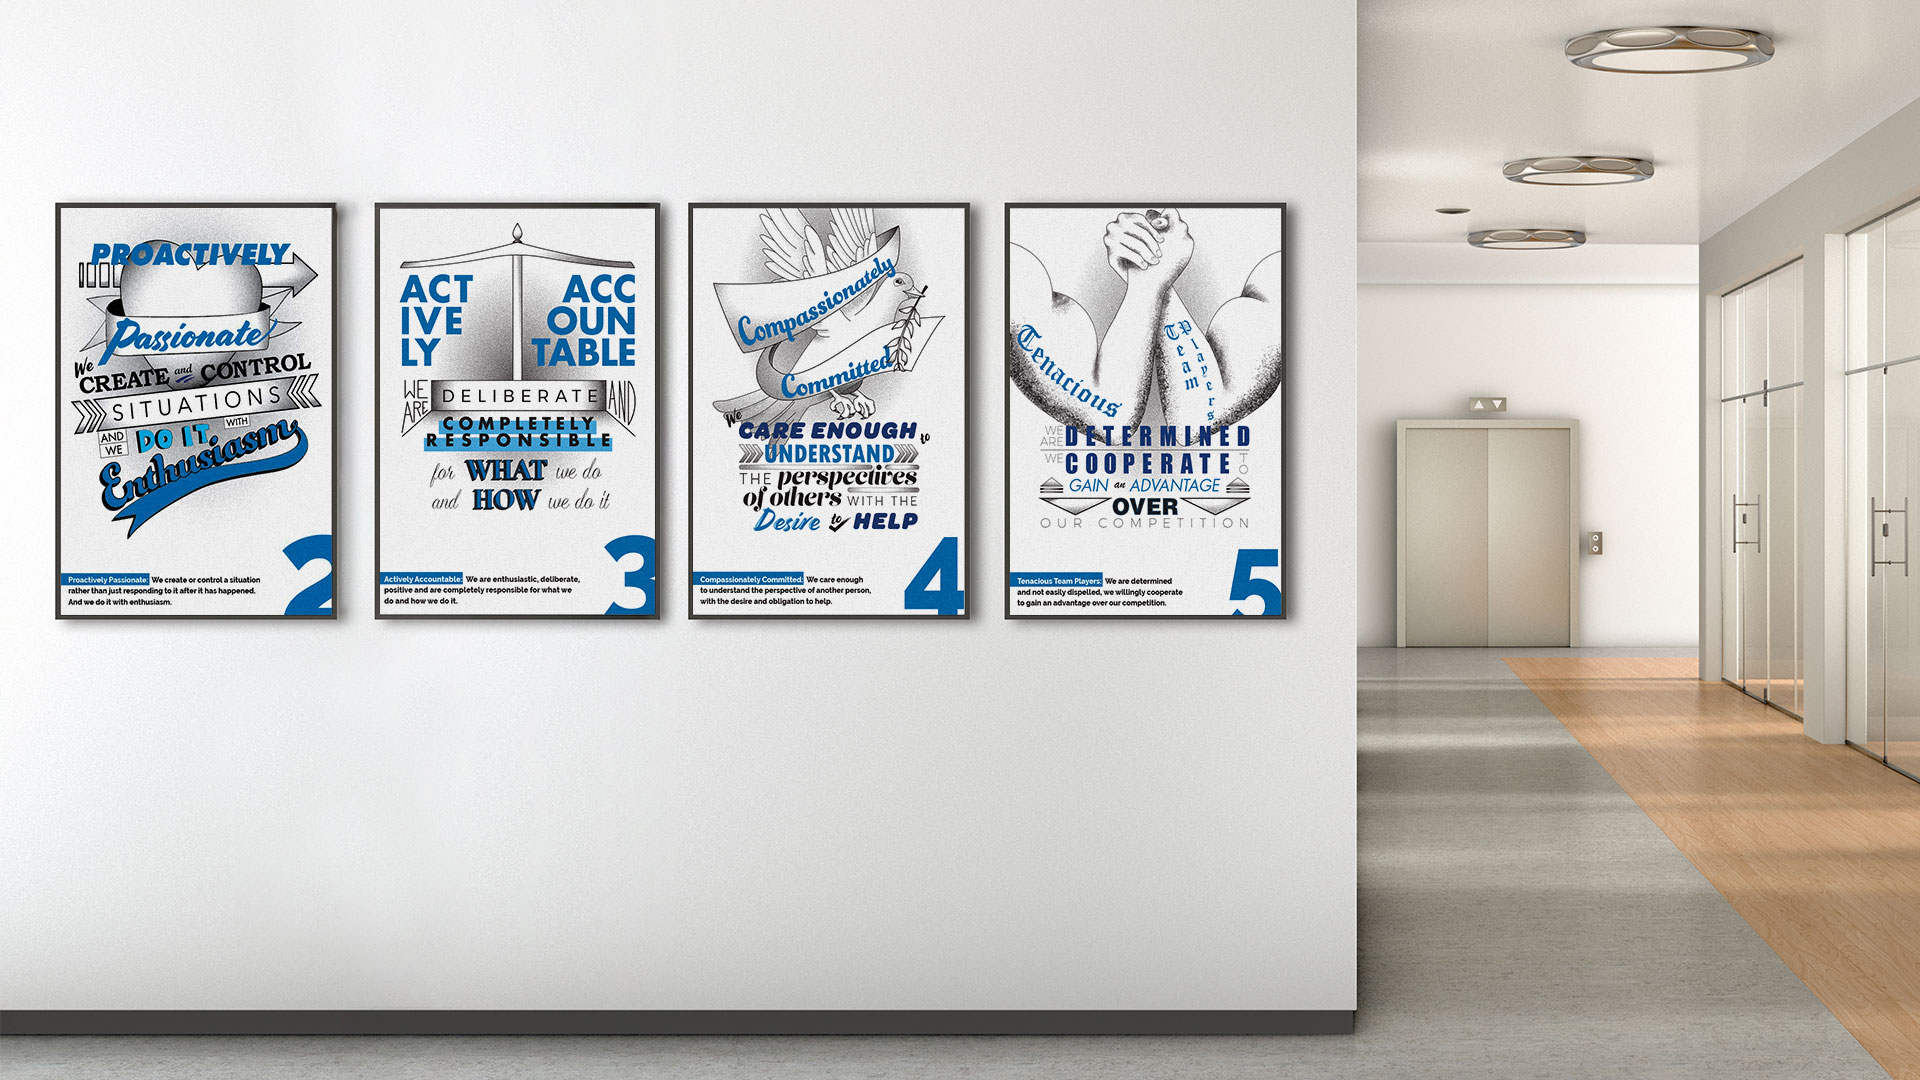 PROACTIVELY
Passionate
We
CREATE and CONTROL
SITUATIONS
AND
WE
DO IT
WITH
Enthusiasm
2
Proactively Passionate: We create or control a situation
rather than just responding to it after it has happened.
And we do it with enthusiasm.
ACT
IVE
LY
ACC
OUN
TABLE
WE
ARE
DELIBERATE
AND
COMPLETELY
RESPONSIBLE
for WHAT we do
and HOW we do it
3
Actively Accountable: We are enthusiastic, deliberate,
positive and are completely responsible for what we
do and how we do it.
Compassionately
Committed
We
CARE ENOUGH to
UNDERSTAND
THE perspectives
of others WITH THE
Desire to HELP
4
Compassionately Committed: We care enough
to understand the perspective of another person,
with the desire and obligation to help.
Tenacious
Team
Players
WE
ARE
DETERMINED
WE
COOPERATE
TO
GAIN an ADVANTAGE
OVER
OUR COMPETITION
5
Tenacious Team Players: We are determined
and not easily dispelled, we willingly cooperate
to gain an advantage over our competition.